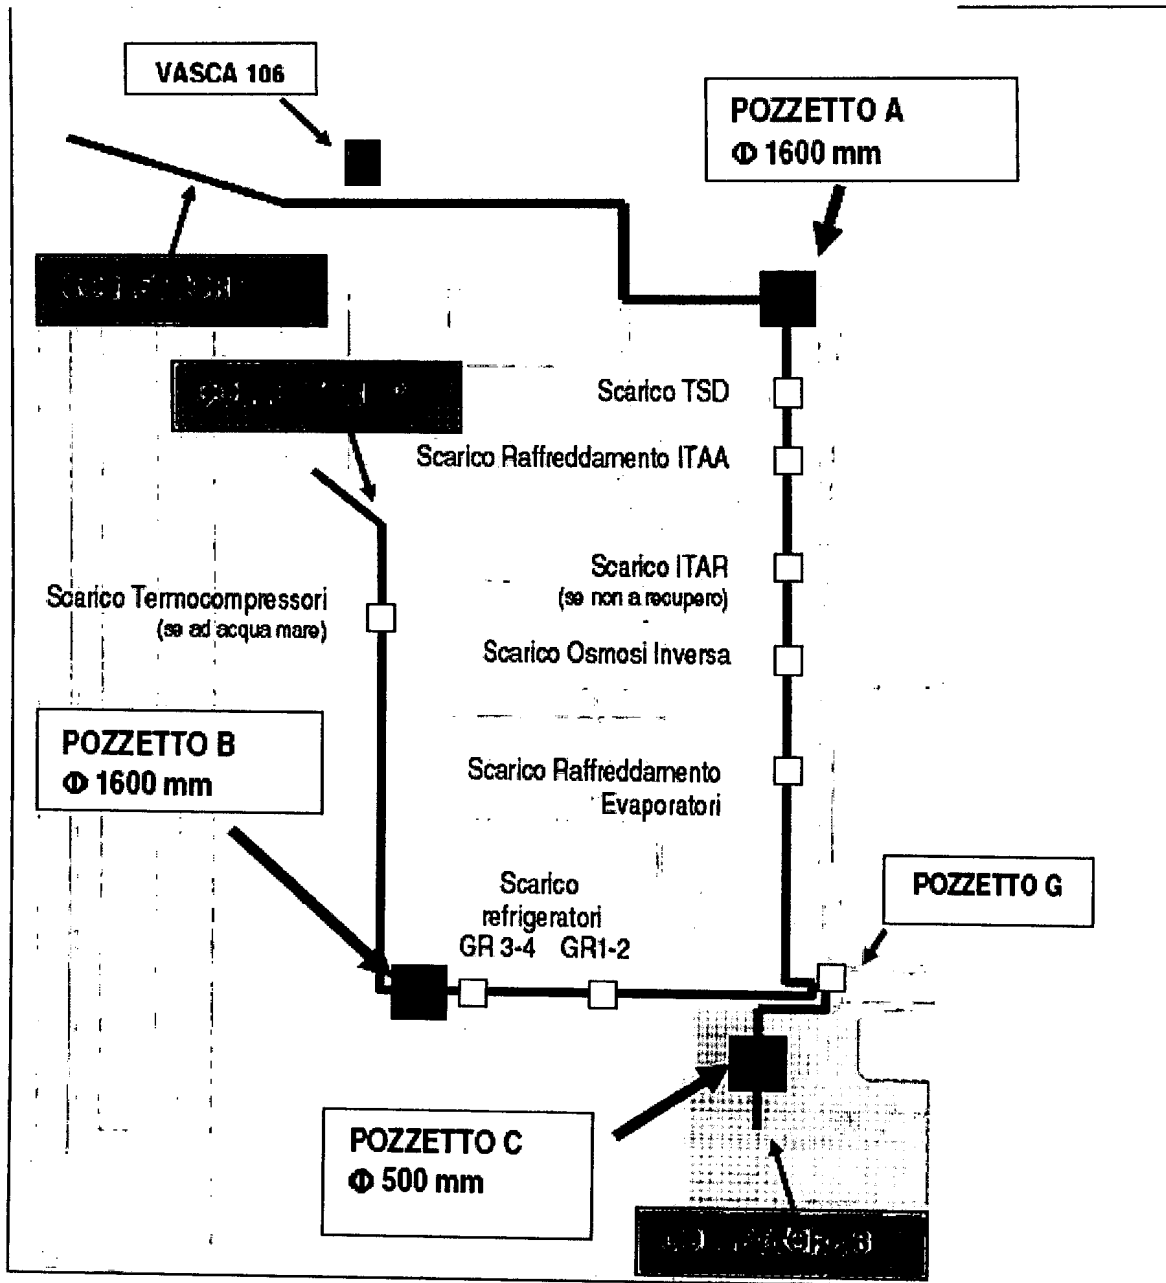 VASCA 106
POZZETTO A
Φ 1600 mm
Scarico TSD
Scarico Raffreddamento ITAA
Scarico ITAR
(se non a recupero)
Scarico Termocompressori
(se ad acqua mare)
Scarico Osmosi Inversa
POZZETTO B
Φ 1600 mm
Scarico Raffreddamento
Evaporatori
Scarico
refrigeratori
GR 3-4 GR1-2
POZZETTO G
POZZETTO C
Φ 500 mm